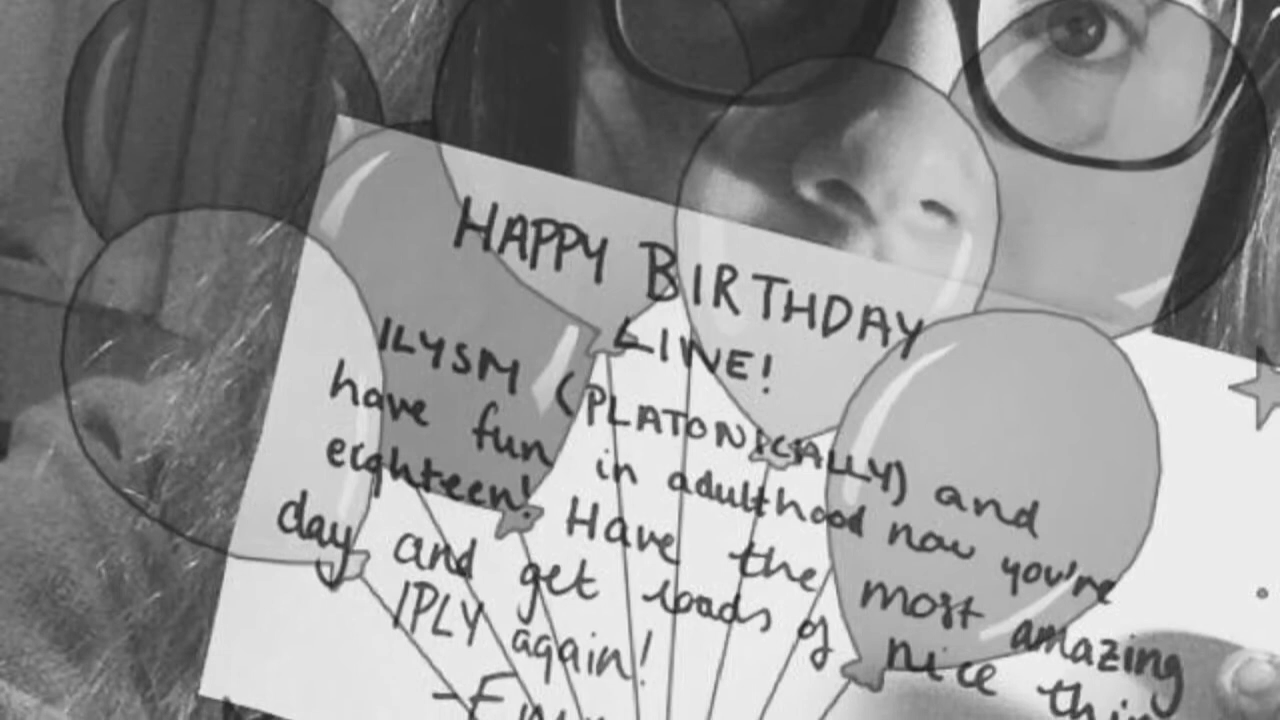 HAPPY BIRTHDAY
LINE!
ILYSM (PLATONICALLY) and
have fun in adulthood now you're
eighteen! Have the most amazing
day and get loads of nice
IPLY again!